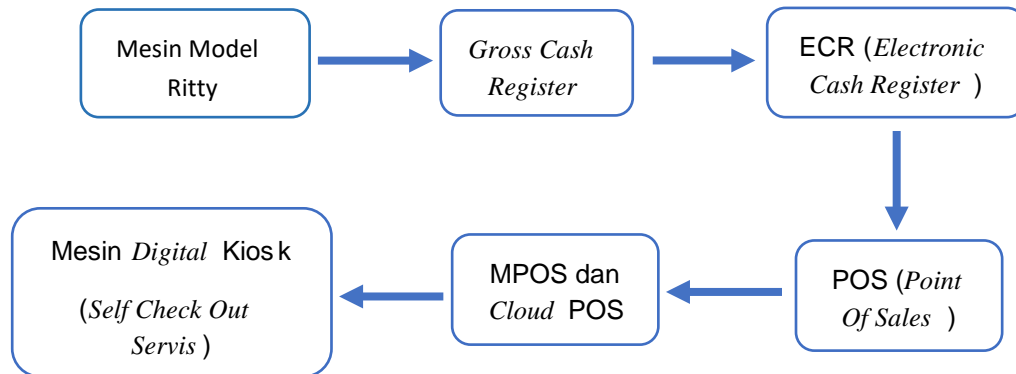 Mesin Model
Ritty
Gross Cash
Register
ECR (Electronic
Cash Register )
POS (Point
Of Sales )
MPOS dan
Cloud POS
Mesin Digital Kiosk
(Self Check Out
Servis)